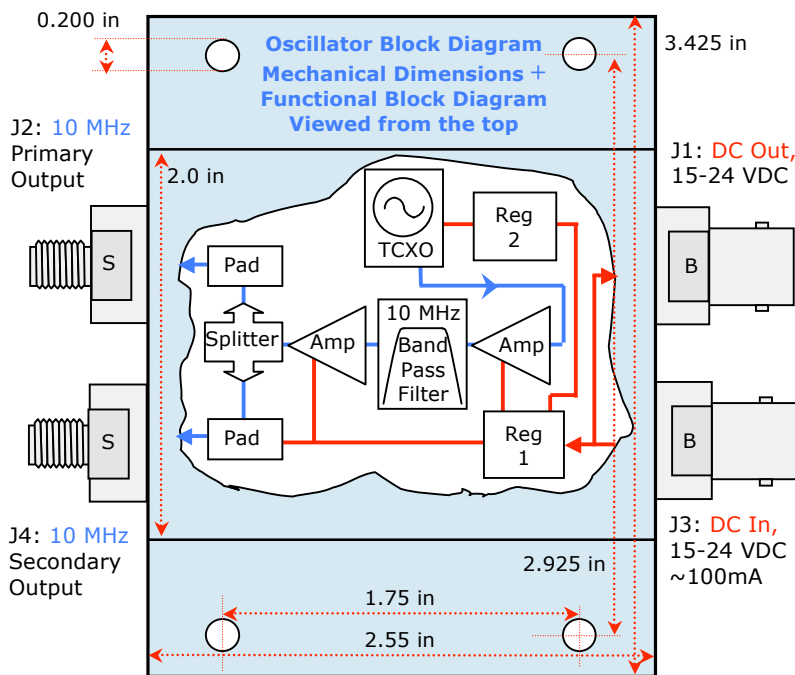 0.200 in
Oscillator Block Diagram
Mechanical Dimensions +
Functional Block Diagram
Viewed from the top
3.425 in
J2: 10 MHz
Primary
Output
2.0 in
J1: DC Out,
15-24 VDC
TCXO
Reg
2
S
Pad
B
Splitter
Amp
10 MHz
Band
Pass
Filter
Amp
S
Pad
Reg
1
B
J4: 10 MHz
Secondary
Output
J3: DC In,
15-24 VDC
~100mA
2.925 in
1.75 in
2.55 in